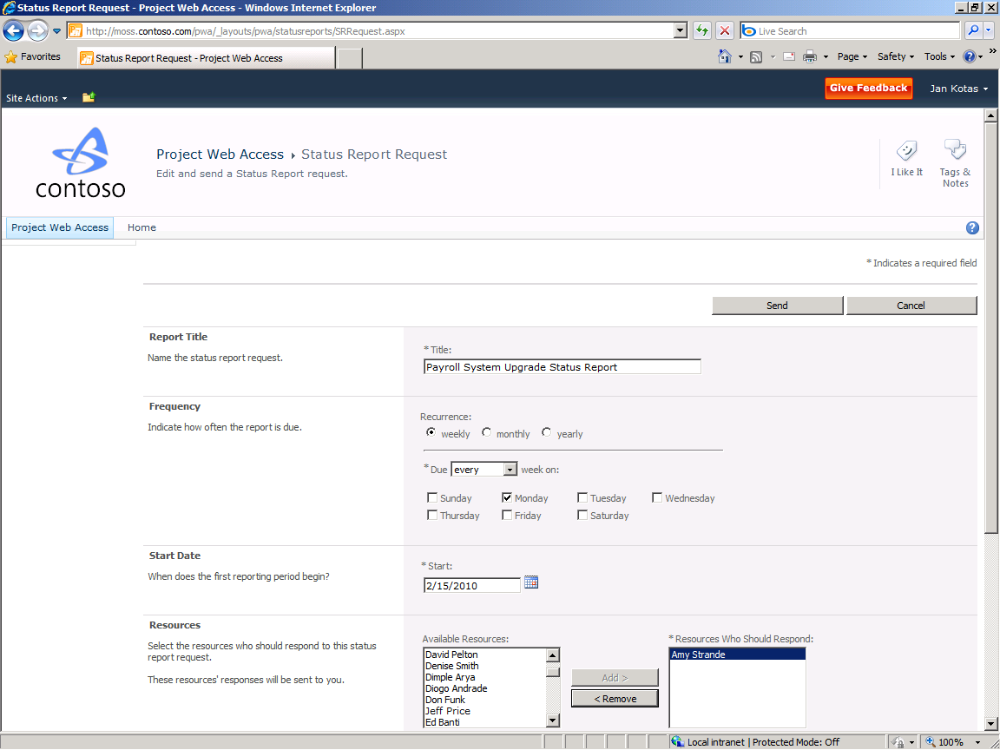 Status Report Request - Project Web Access - Windows Internet Explorer
http://moss.contoso.com/pwa/_layouts/pwa/statusreports/SRRequest.aspx
Live Search
Favorites
Status Report Request - Project Web Access
Page
Safety
Tools
Site Actions
Give Feedback
Jan Kotas
contoso
Project Web Access
Status Report Request
Edit and send a Status Report request.
I Like It
Tags &
Notes
Project Web Access
Home
* Indicates a required field
Send
Cancel
Report Title
Name the status report request.
* Title:
Payroll System Upgrade Status Report
Frequency
Indicate how often the report is due.
Recurrence:
weekly
monthly
yearly
* Due
every
week on:
Sunday
Monday
Tuesday
Wednesday
Thursday
Friday
Saturday
Start Date
When does the first reporting period begin?
* Start:
2/15/2010
Resources
Select the resources who should respond to this status
report request.
These resources' responses will be sent to you.
Available Resources:
David Pelton
Denise Smith
Dimple Arya
Diogo Andrade
Don Funk
Jeff Price
Ed Banti
Add >
< Remove
* Resources Who Should Respond:
Amy Strande
Local intranet | Protected Mode: Off
100%